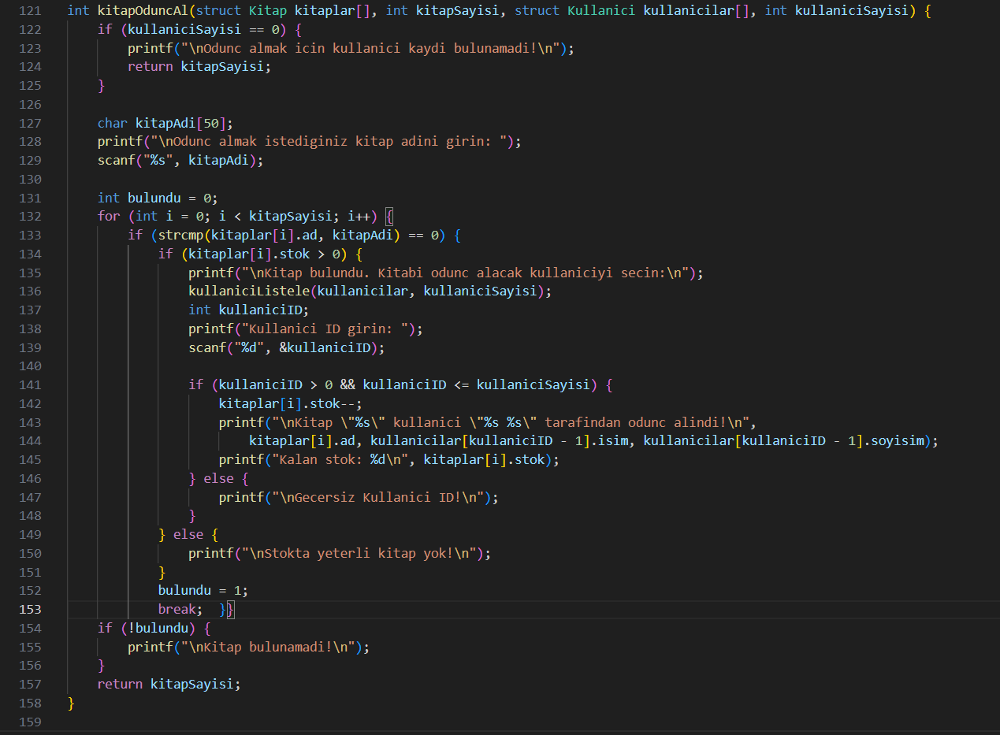 121 int kitapOduncAl(struct Kitap kitaplar[], int kitapSayisi, struct Kullanici kullanicilar[], int kullaniciSayisi) {
122     if (kullaniciSayisi == 0) {
123         printf("\nOdunc almak icin kullanici kaydi bulunamadi!\n");
124         return kitapSayisi;
125     }
126
127     char kitapAdi[50];
128     printf("\nOdunc almak istediginiz kitap adini girin: ");
129     scanf("%s", kitapAdi);
130
131     int bulundu = 0;
132     for (int i = 0; i < kitapSayisi; i++) {
133         if (strcmp(kitaplar[i].ad, kitapAdi) == 0) {
134             if (kitaplar[i].stok > 0) {
135                 printf("\nKitap bulundu. Kitabi odunc alacak kullaniciyi secin:\n");
136                 kullaniciListele(kullanicilar, kullaniciSayisi);
137                 int kullaniciID;
138                 printf("Kullanici ID girin: ");
139                 scanf("%d", &kullaniciID);
140
141                 if (kullaniciID > 0 && kullaniciID <= kullaniciSayisi) {
142                     kitaplar[i].stok--;
143                     printf("\nKitap \"%s\" kullanici \"%s %s\" tarafindan odunc alindi!\n",
144                         kitaplar[i].ad, kullanicilar[kullaniciID - 1].isim, kullanicilar[kullaniciID - 1].soyisim);
145                     printf("Kalan stok: %d\n", kitaplar[i].stok);
146                 } else {
147                     printf("\nGecersiz Kullanici ID!\n");
148                 }
149             } else {
150                 printf("\nStokta yeterli kitap yok!\n");
151             }
152             bulundu = 1;
153             break;  }}
154     if (!bulundu) {
155         printf("\nKitap bulunamadi!\n");
156     }
157     return kitapSayisi;
158 }
159